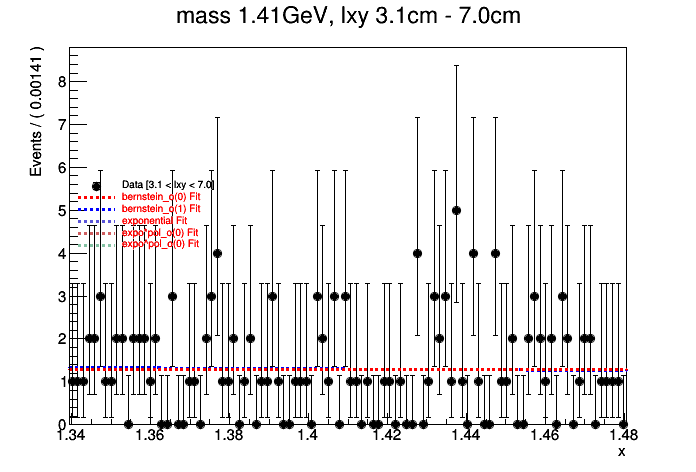 mass 1.41GeV, lxy 3.1cm - 7.0cm
Events / ( 0.00141 )
8
7
6
5
4
3
2
1
0
Data [3.1 < lxy < 7.0]
bernstein_o(0) Fit
bernstein_o(1) Fit
exponential Fit
expo*pol_o(0) Fit
expo*pol_o(0) Fit
1.34 1.36 1.38 1.4 1.42 1.44 1.46 1.48
x